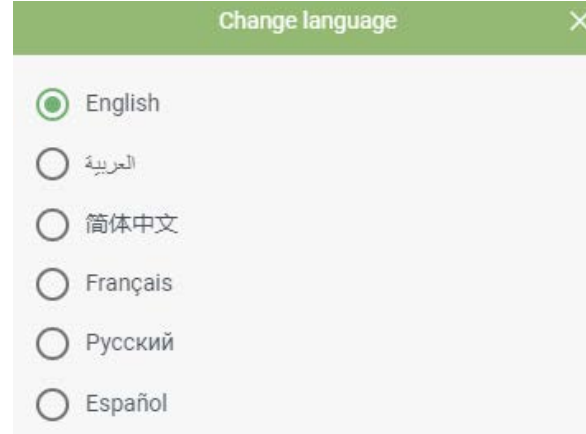 Change language
English
العربية
简体中文
Français
Русский
Español